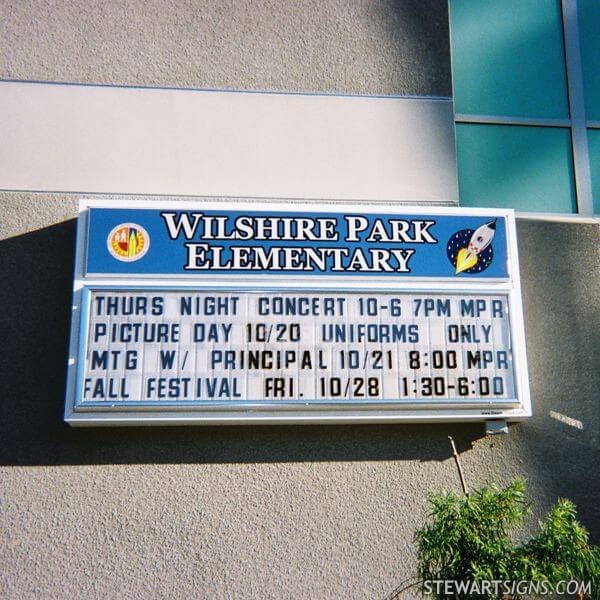 WILSHIRE PARK
ELEMENTARY
THURS NIGHT CONCERT 10-6 7PM MPR
PICTURE DAY 10/20 UNIFORMS ONLY
MTG W/ PRINCIPAL 10/21 8:00 MPR
FALL FESTIVAL FRI. 10/28 1:30-6:00
STEWARTSIGNS.COM